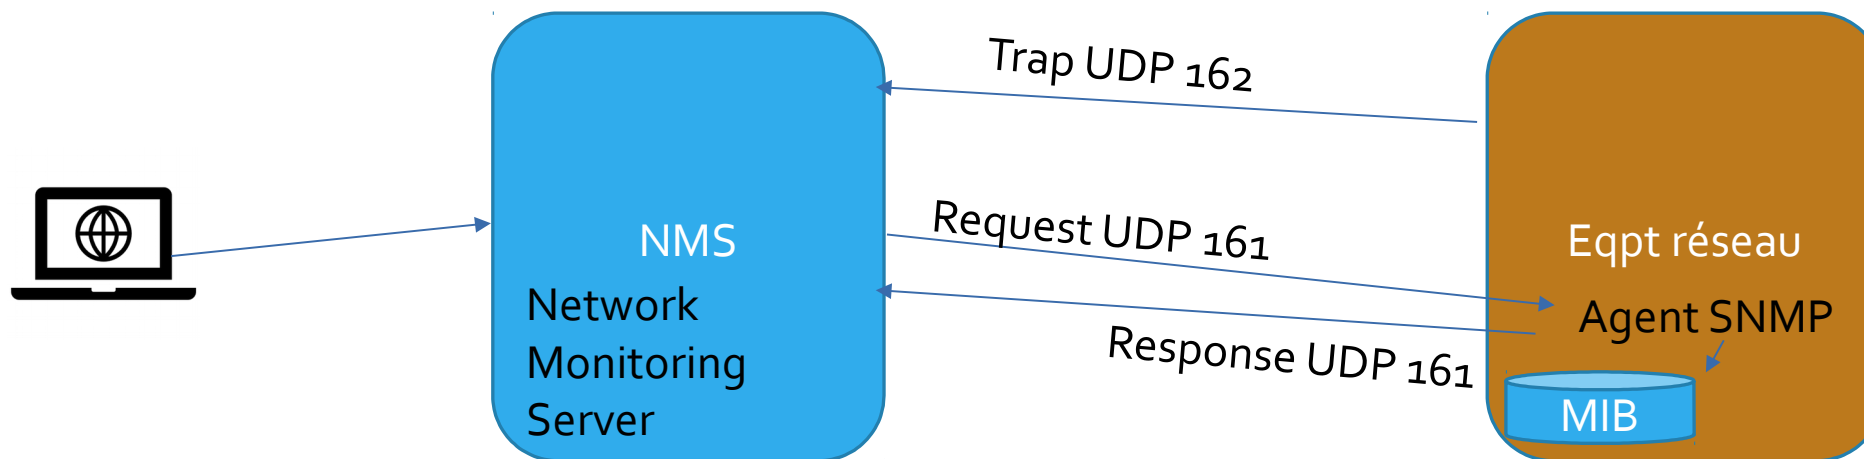 Trap UDP 162
NMS
Network
Monitoring
Server
Request UDP 161
Response UDP 161
Eqpt réseau
Agent SNMP
MIB